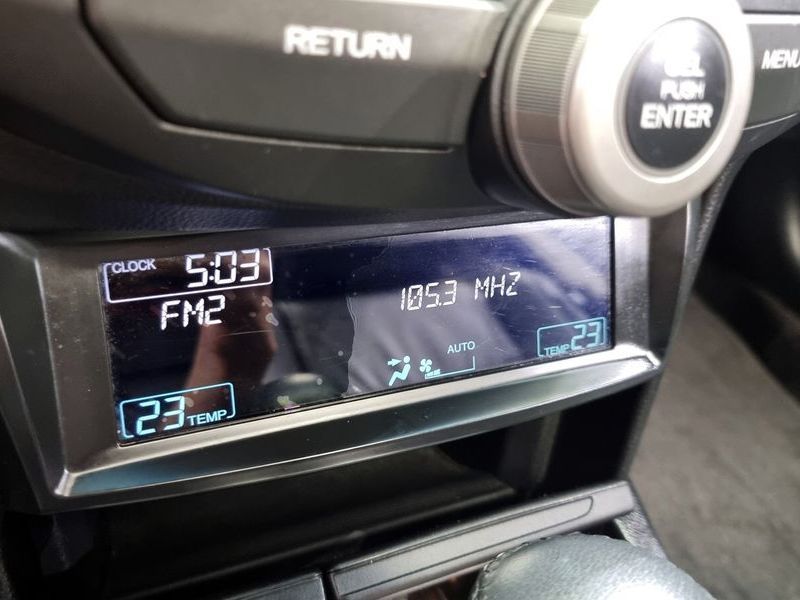 RETURN
SEL
PUSH
ENTER
MENU
CLOCK 5:03
FM2
105.3 MHZ
AUTO
TEMP 23
23 TEMP